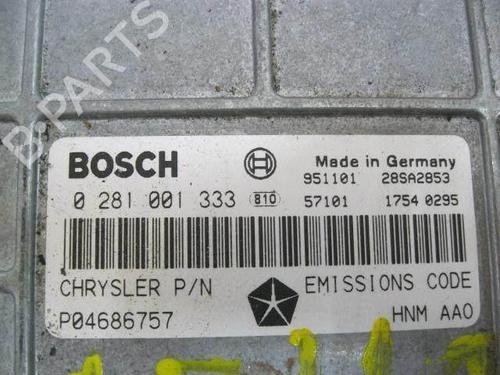 B-PARTS
BOSCH
Made in Germany
0 281 001 333 810
951101 28SA2853
57101 1754 0295
CHRYSLER P/N
EMISSIONS CODE
P04686757
HNM AAO